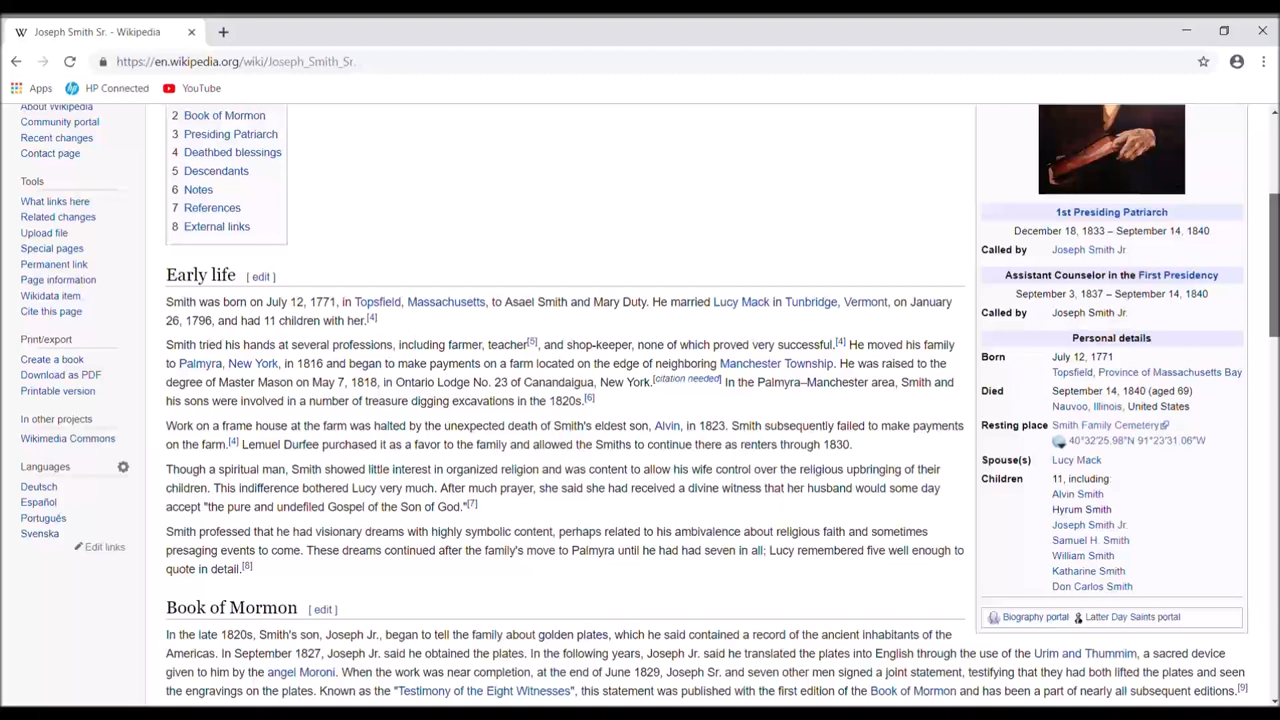 Joseph Smith Sr. - Wikipedia
https://en.wikipedia.org/wiki/Joseph_Smith_Sr.
Apps HP Connected YouTube
About Wikipedia
Community portal
Recent changes
Contact page
Tools
What links here
Related changes
Upload file
Special pages
Permanent link
Page information
Wikidata item
Cite this page
Print/export
Create a book
Download as PDF
Printable version
In other projects
Wikimedia Commons
Languages
Deutsch
Español
Português
Svenska
Edit links
2 Book of Mormon
3 Presiding Patriarch
4 Deathbed blessings
5 Descendants
6 Notes
7 References
8 External links
Early life [ edit ]
Smith was born on July 12, 1771, in Topsfield, Massachusetts, to Asael Smith and Mary Duty. He married Lucy Mack in Tunbridge, Vermont, on January
26, 1796, and had 11 children with her.[4]
Smith tried his hands at several professions, including farmer, teacher[5], and shop-keeper, none of which proved very successful.[4] He moved his family
to Palmyra, New York, in 1816 and began to make payments on a farm located on the edge of neighboring Manchester Township. He was raised to the
degree of Master Mason on May 7, 1818, in Ontario Lodge No. 23 of Canandaigua, New York.[citation needed] In the Palmyra–Manchester area, Smith and
his sons were involved in a number of treasure digging excavations in the 1820s.[6]
Work on a frame house at the farm was halted by the unexpected death of Smith's eldest son, Alvin, in 1823. Smith subsequently failed to make payments
on the farm.[4] Lemuel Durfee purchased it as a favor to the family and allowed the Smiths to continue there as renters through 1830.
Though a spiritual man, Smith showed little interest in organized religion and was content to allow his wife control over the religious upbringing of their
children. This indifference bothered Lucy very much. After much prayer, she said she had received a divine witness that her husband would some day
accept "the pure and undefiled Gospel of the Son of God."[7]
Smith professed that he had visionary dreams with highly symbolic content, perhaps related to his ambivalence about religious faith and sometimes
presaging events to come. These dreams continued after the family's move to Palmyra until he had had seven in all; Lucy remembered five well enough to
quote in detail.[8]
Book of Mormon [ edit ]
In the late 1820s, Smith's son, Joseph Jr., began to tell the family about golden plates, which he said contained a record of the ancient inhabitants of the
Americas. In September 1827, Joseph Jr. said he obtained the plates. In the following years, Joseph Jr. said he translated the plates into English through the use of the Urim and Thummim, a sacred device
given to him by the angel Moroni. When the work was near completion, at the end of June 1829, Joseph Sr. and seven other men signed a joint statement, testifying that they had both lifted the plates and seen
the engravings on the plates. Known as the "Testimony of the Eight Witnesses", this statement was published with the first edition of the Book of Mormon and has been a part of nearly all subsequent editions.[9]
1st Presiding Patriarch
December 18, 1833 – September 14, 1840
Called by Joseph Smith Jr.
Assistant Counselor in the First Presidency
September 3, 1837 – September 14, 1840
Called by Joseph Smith Jr.
Personal details
Born July 12, 1771
Topsfield, Province of Massachusetts Bay
Died September 14, 1840 (aged 69)
Nauvoo, Illinois, United States
Resting place Smith Family Cemetery
40°32′25.98″N 91°23′31.06″W
Spouse(s) Lucy Mack
Children 11, including:
Alvin Smith
Hyrum Smith
Joseph Smith Jr.
Samuel H. Smith
William Smith
Katharine Smith
Don Carlos Smith
Biography portal Latter Day Saints portal